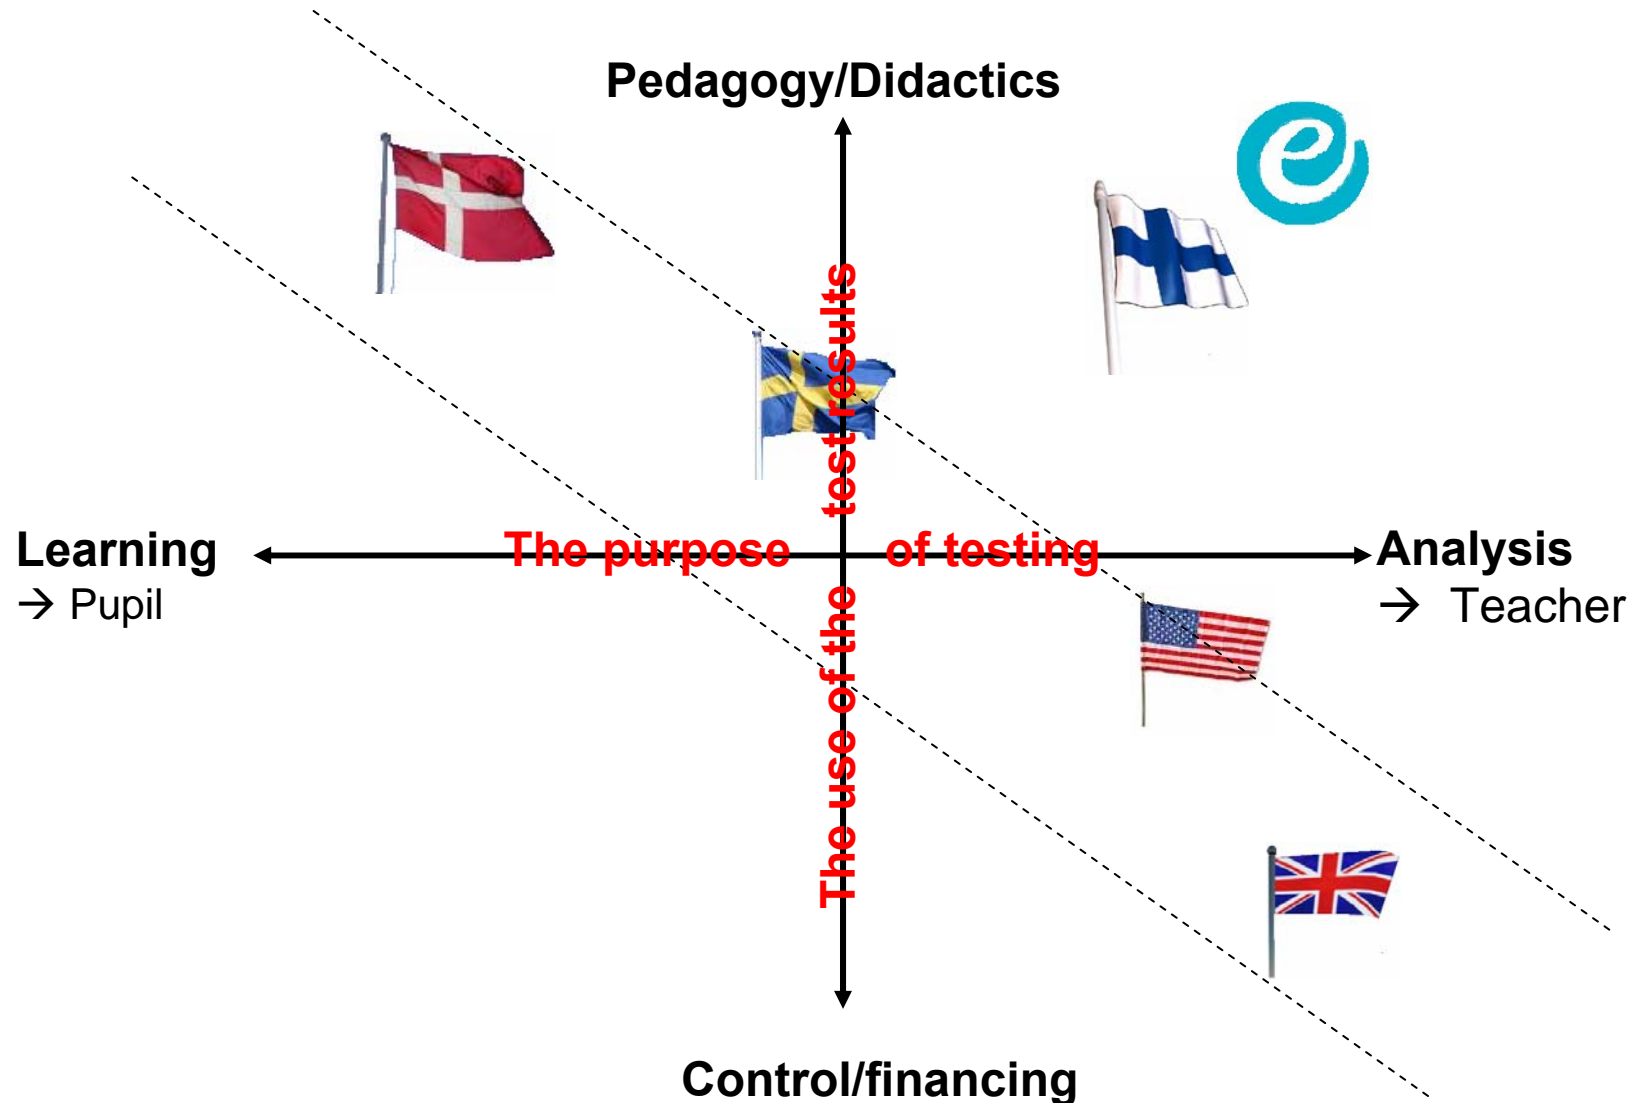 Pedagogy/Didactics
e
The use of the test results
Learning
→ Pupil
The purpose of testing
Analysis
→ Teacher
Control/financing